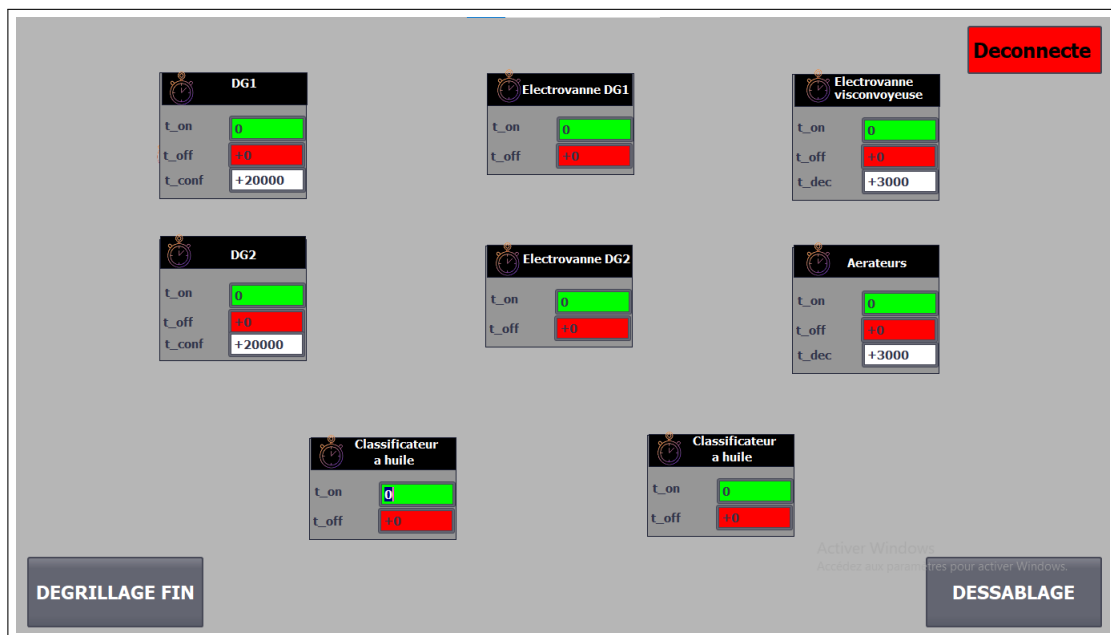 Deconnecte
DG1
t_on 0
t_off +0
t_conf +20000
Electrovanne DG1
t_on 0
t_off +0
Electrovanne
visconvoyeuse
t_on 0
t_off +0
t_dec +3000
DG2
t_on 0
t_off +0
t_conf +20000
Electrovanne DG2
t_on 0
t_off +0
Aerateurs
t_on 0
t_off +0
t_dec +3000
Classificateur
a huile
t_on 0
t_off +0
Classificateur
a huile
t_on 0
t_off +0
Activer Windows
Accédez aux paramètres pour activer Windows.
DEGRILLAGE FIN
DESSABLAGE